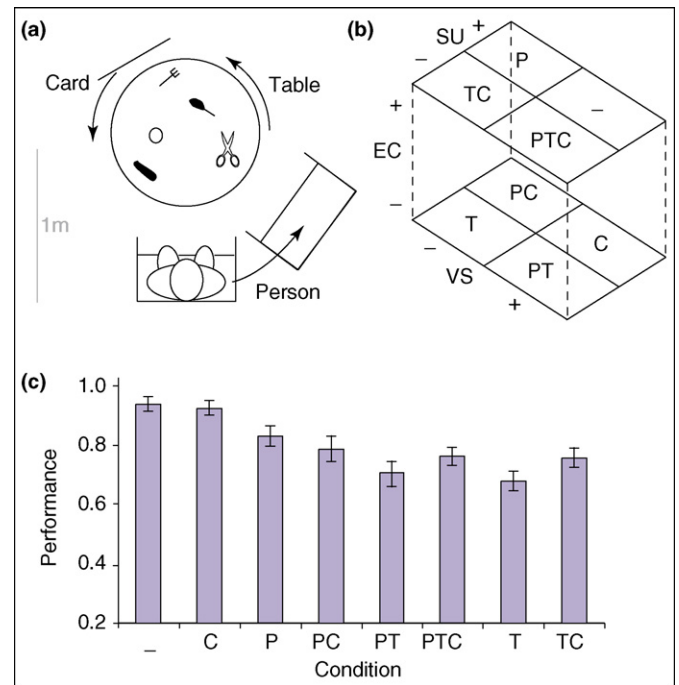 (a)
Card
Table
1m
Person
(b)
SU
+
−
P
TC
−
+
PTC
EC
PC
−
T
C
−
VS
PT
+
(c)
1.0
0.8
0.6
0.4
0.2
Performance
− C P PC PT PTC T TC
Condition